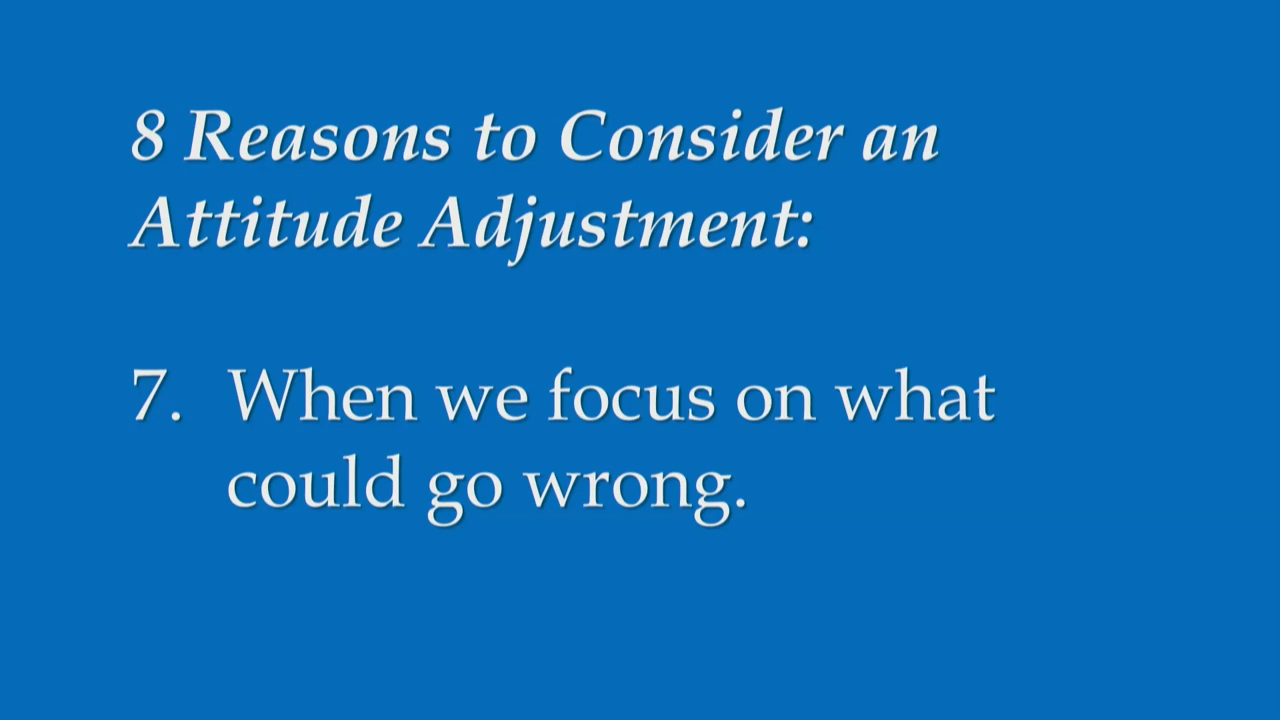 8 Reasons to Consider an
Attitude Adjustment:
7. When we focus on what
could go wrong.